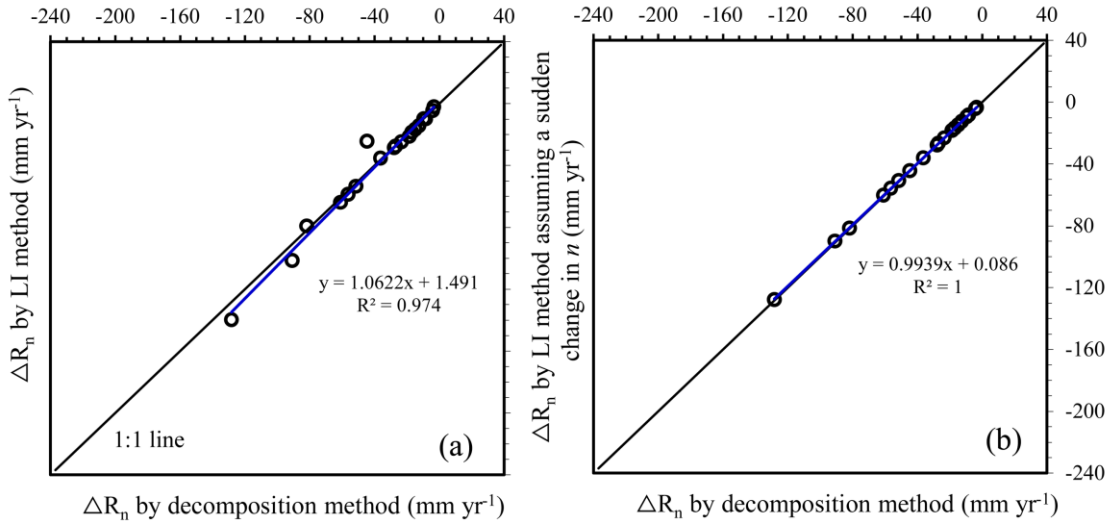 -240 -200 -160 -120 -80 -40 0 40
△Rn by LI method (mm yr-1)
y = 1.0622x + 1.491
R² = 0.974
1:1 line
(a)
△Rn by decomposition method (mm yr-1)
-240 -200 -160 -120 -80 -40 0 40
△Rn by LI method assuming a sudden
change in n (mm yr-1)
40
0
-40
-80
-120
-160
-200
-240
y = 0.9939x + 0.086
R² = 1
(b)
△Rn by decomposition method (mm yr-1)